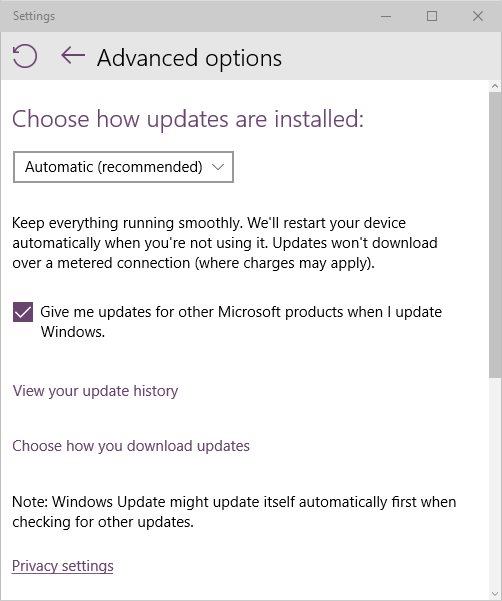 Settings
Advanced options
Choose how updates are installed:
Automatic (recommended)
Keep everything running smoothly. We'll restart your device
automatically when you're not using it. Updates won't download
over a metered connection (where charges may apply).
Give me updates for other Microsoft products when I update
Windows.
View your update history
Choose how you download updates
Note: Windows Update might update itself automatically first when
checking for other updates.
Privacy settings